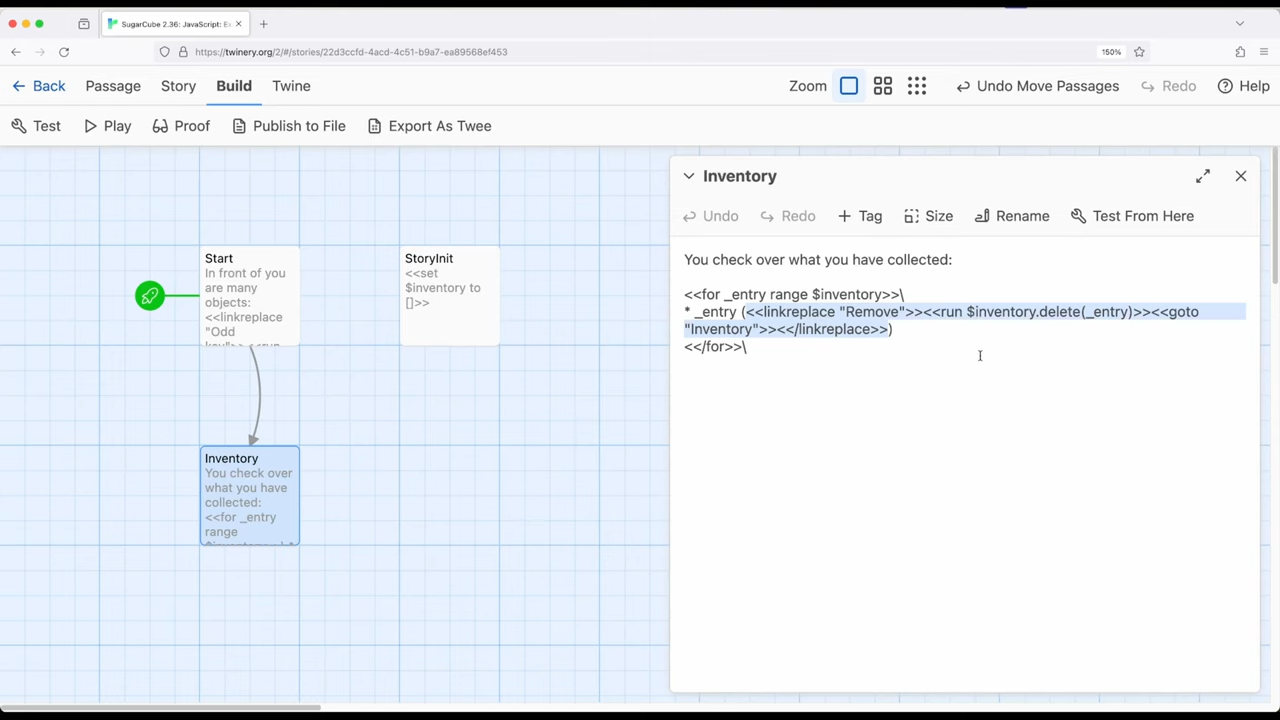 SugarCube 2.36: JavaScript: Ex
https://twinery.org/2/#/stories/22d3ccfd-4acd-4c51-b9a7-ea89568ef453
150%
Back
Passage
Story
Build
Twine
Zoom
Undo Move Passages
Redo
Help
Test
Play
Proof
Publish to File
Export As Twee
Start
In front of you
are many
objects:
<<linkreplace
"Odd
key">><<run
StoryInit
<<set
$inventory to
[]>>
Inventory
You check over
what you have
collected:
<<for _entry
range
$inventory>>\ *
Inventory
Undo
Redo
Tag
Size
Rename
Test From Here
You check over what you have collected:
<<for _entry range $inventory>>\
* _entry (<<linkreplace "Remove">><<run $inventory.delete(_entry)>><<goto
"Inventory">><</linkreplace>>)
<</for>>\